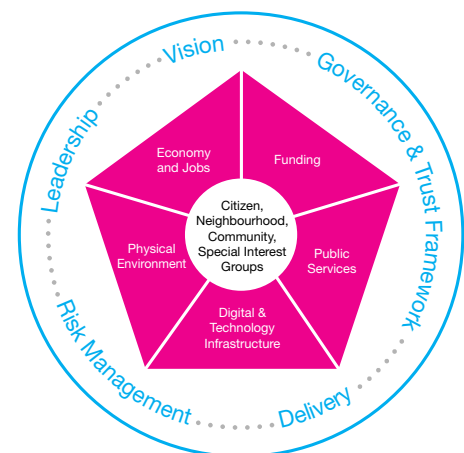 Vision
Governance & Trust Framework
Delivery
Risk Management
Leadership
Economy
and Jobs
Funding
Citizen,
Neighbourhood,
Community,
Special Interest
Groups
Physical
Environment
Public
Services
Digital &
Technology
Infrastructure